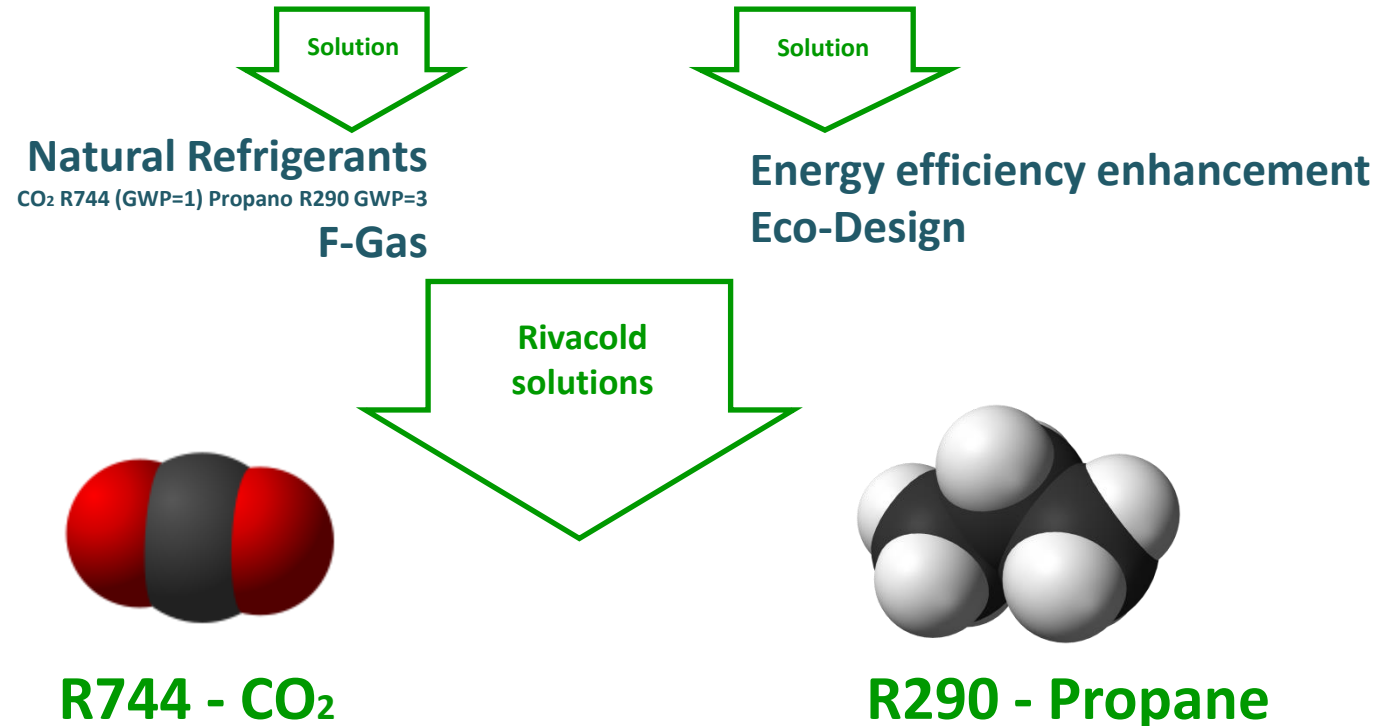 Solution
Solution
Natural Refrigerants
CO₂ R744 (GWP=1) Propano R290 GWP=3
F-Gas
Energy efficiency enhancement
Eco-Design
Rivacold
solutions
R744 - CO₂
R290 - Propane